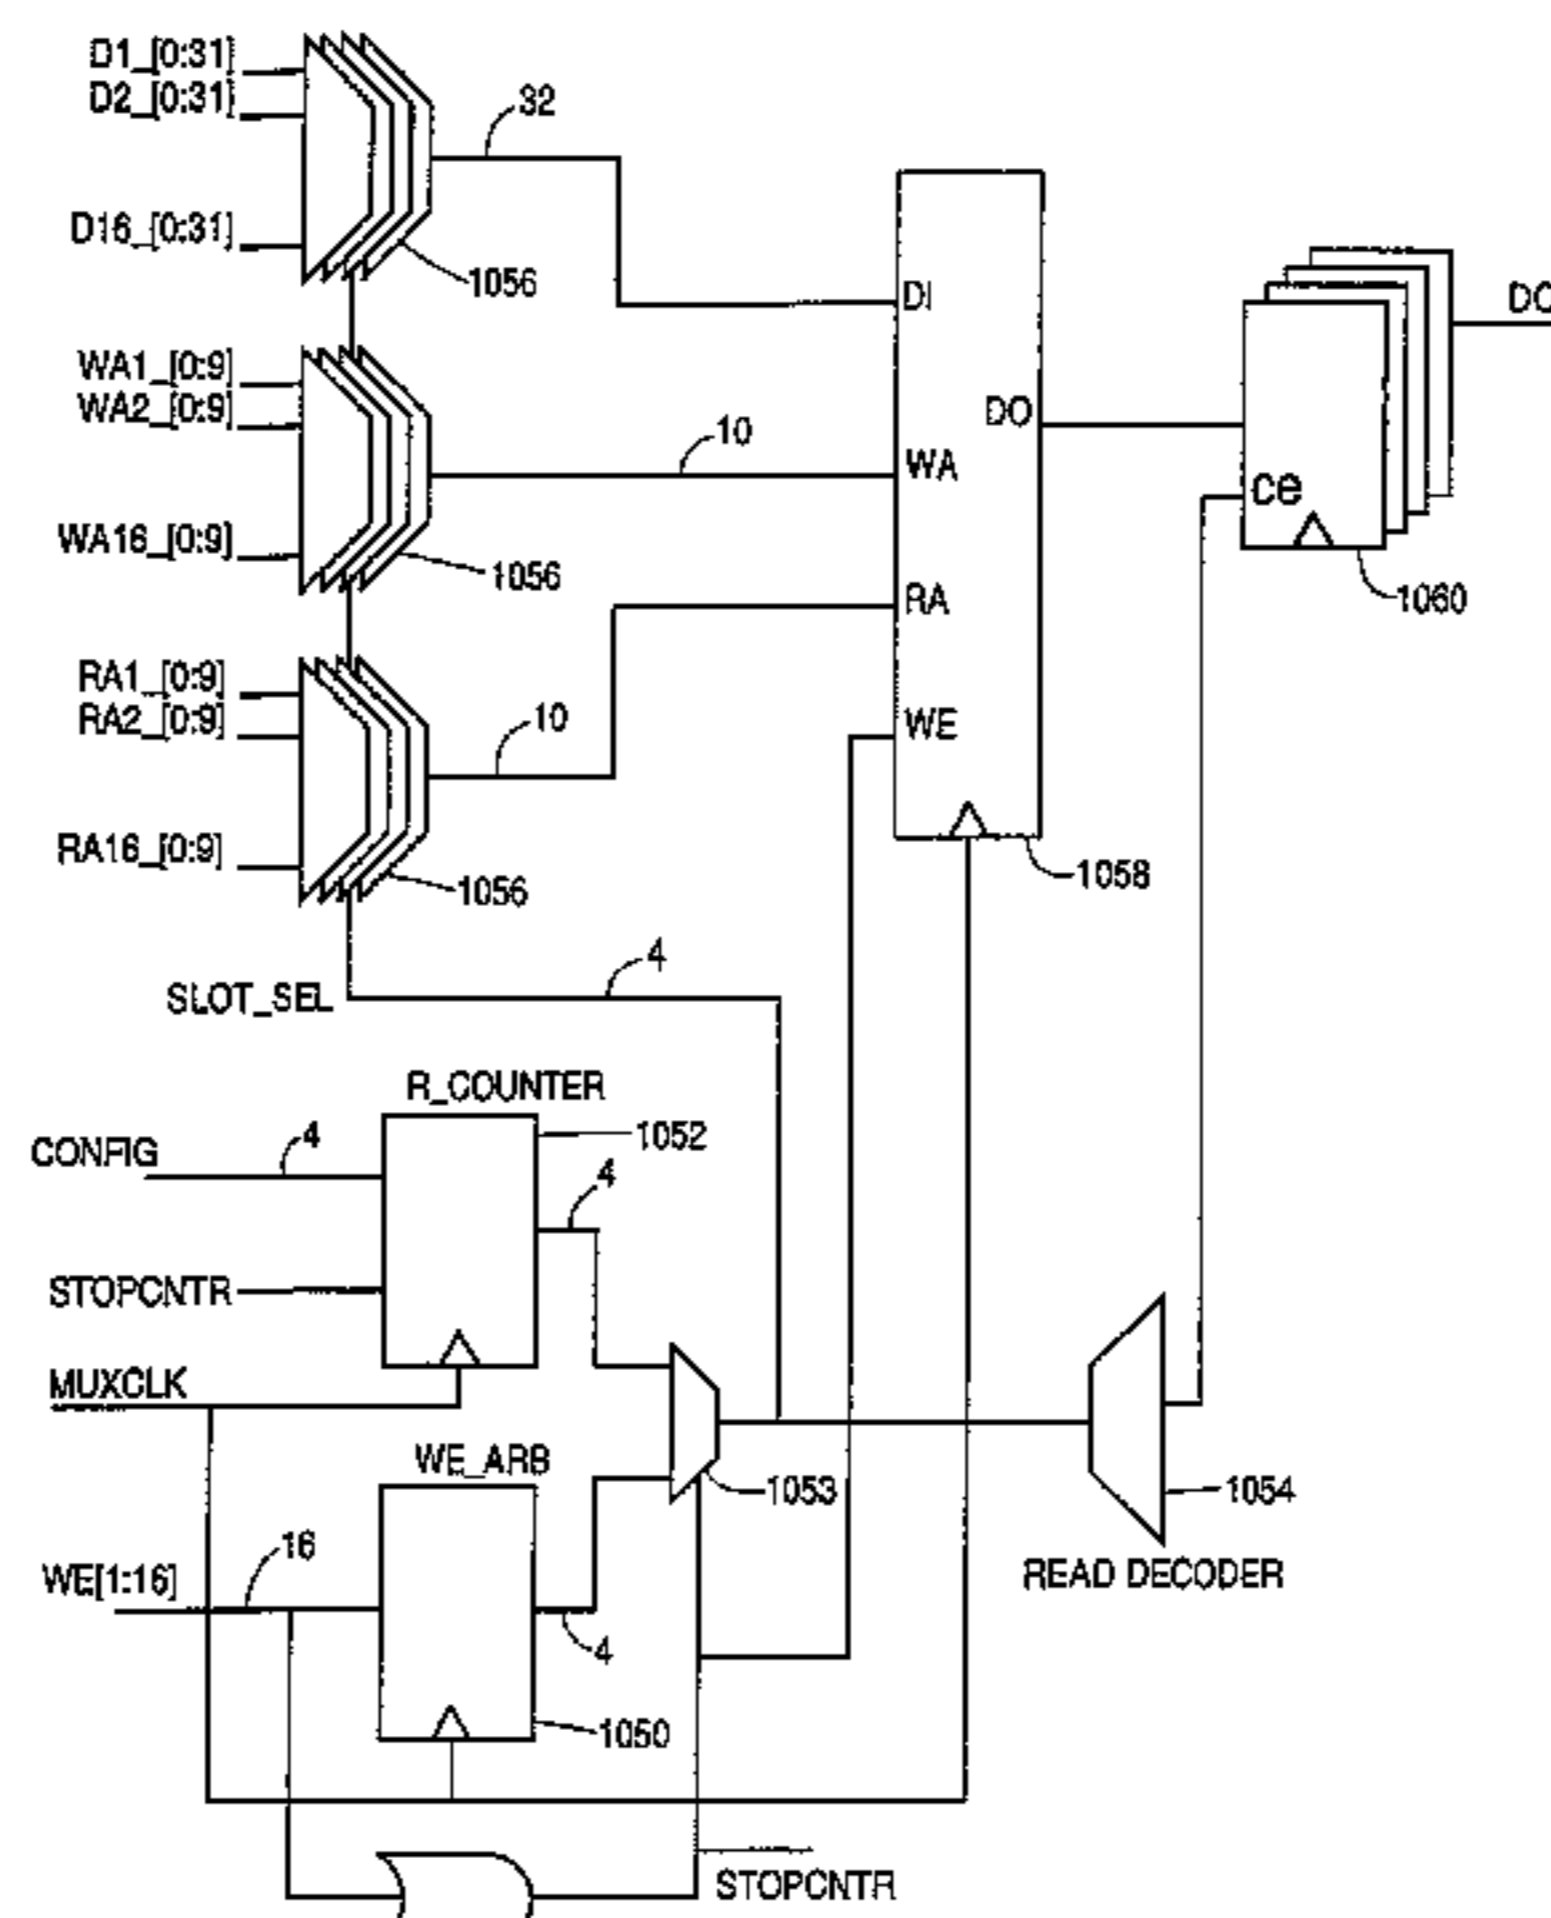 D1_[0:31]
D2_[0:31]
32
D16_[0:31]
1056
DI
DO
WA1_[0:9]
WA2_[0:9]
10
DO
WA
ce
WA16_[0:9]
1056
RA
1060
RA1_[0:9]
RA2_[0:9]
10
WE
RA16_[0:9]
1056
1058
4
SLOT_SEL
R_COUNTER
1052
CONFIG
4
4
STOPCNTR
MUXCLK
WE_ARB
1053
1054
16
WE[1:16]
READ DECODER
4
1050
STOPCNTR